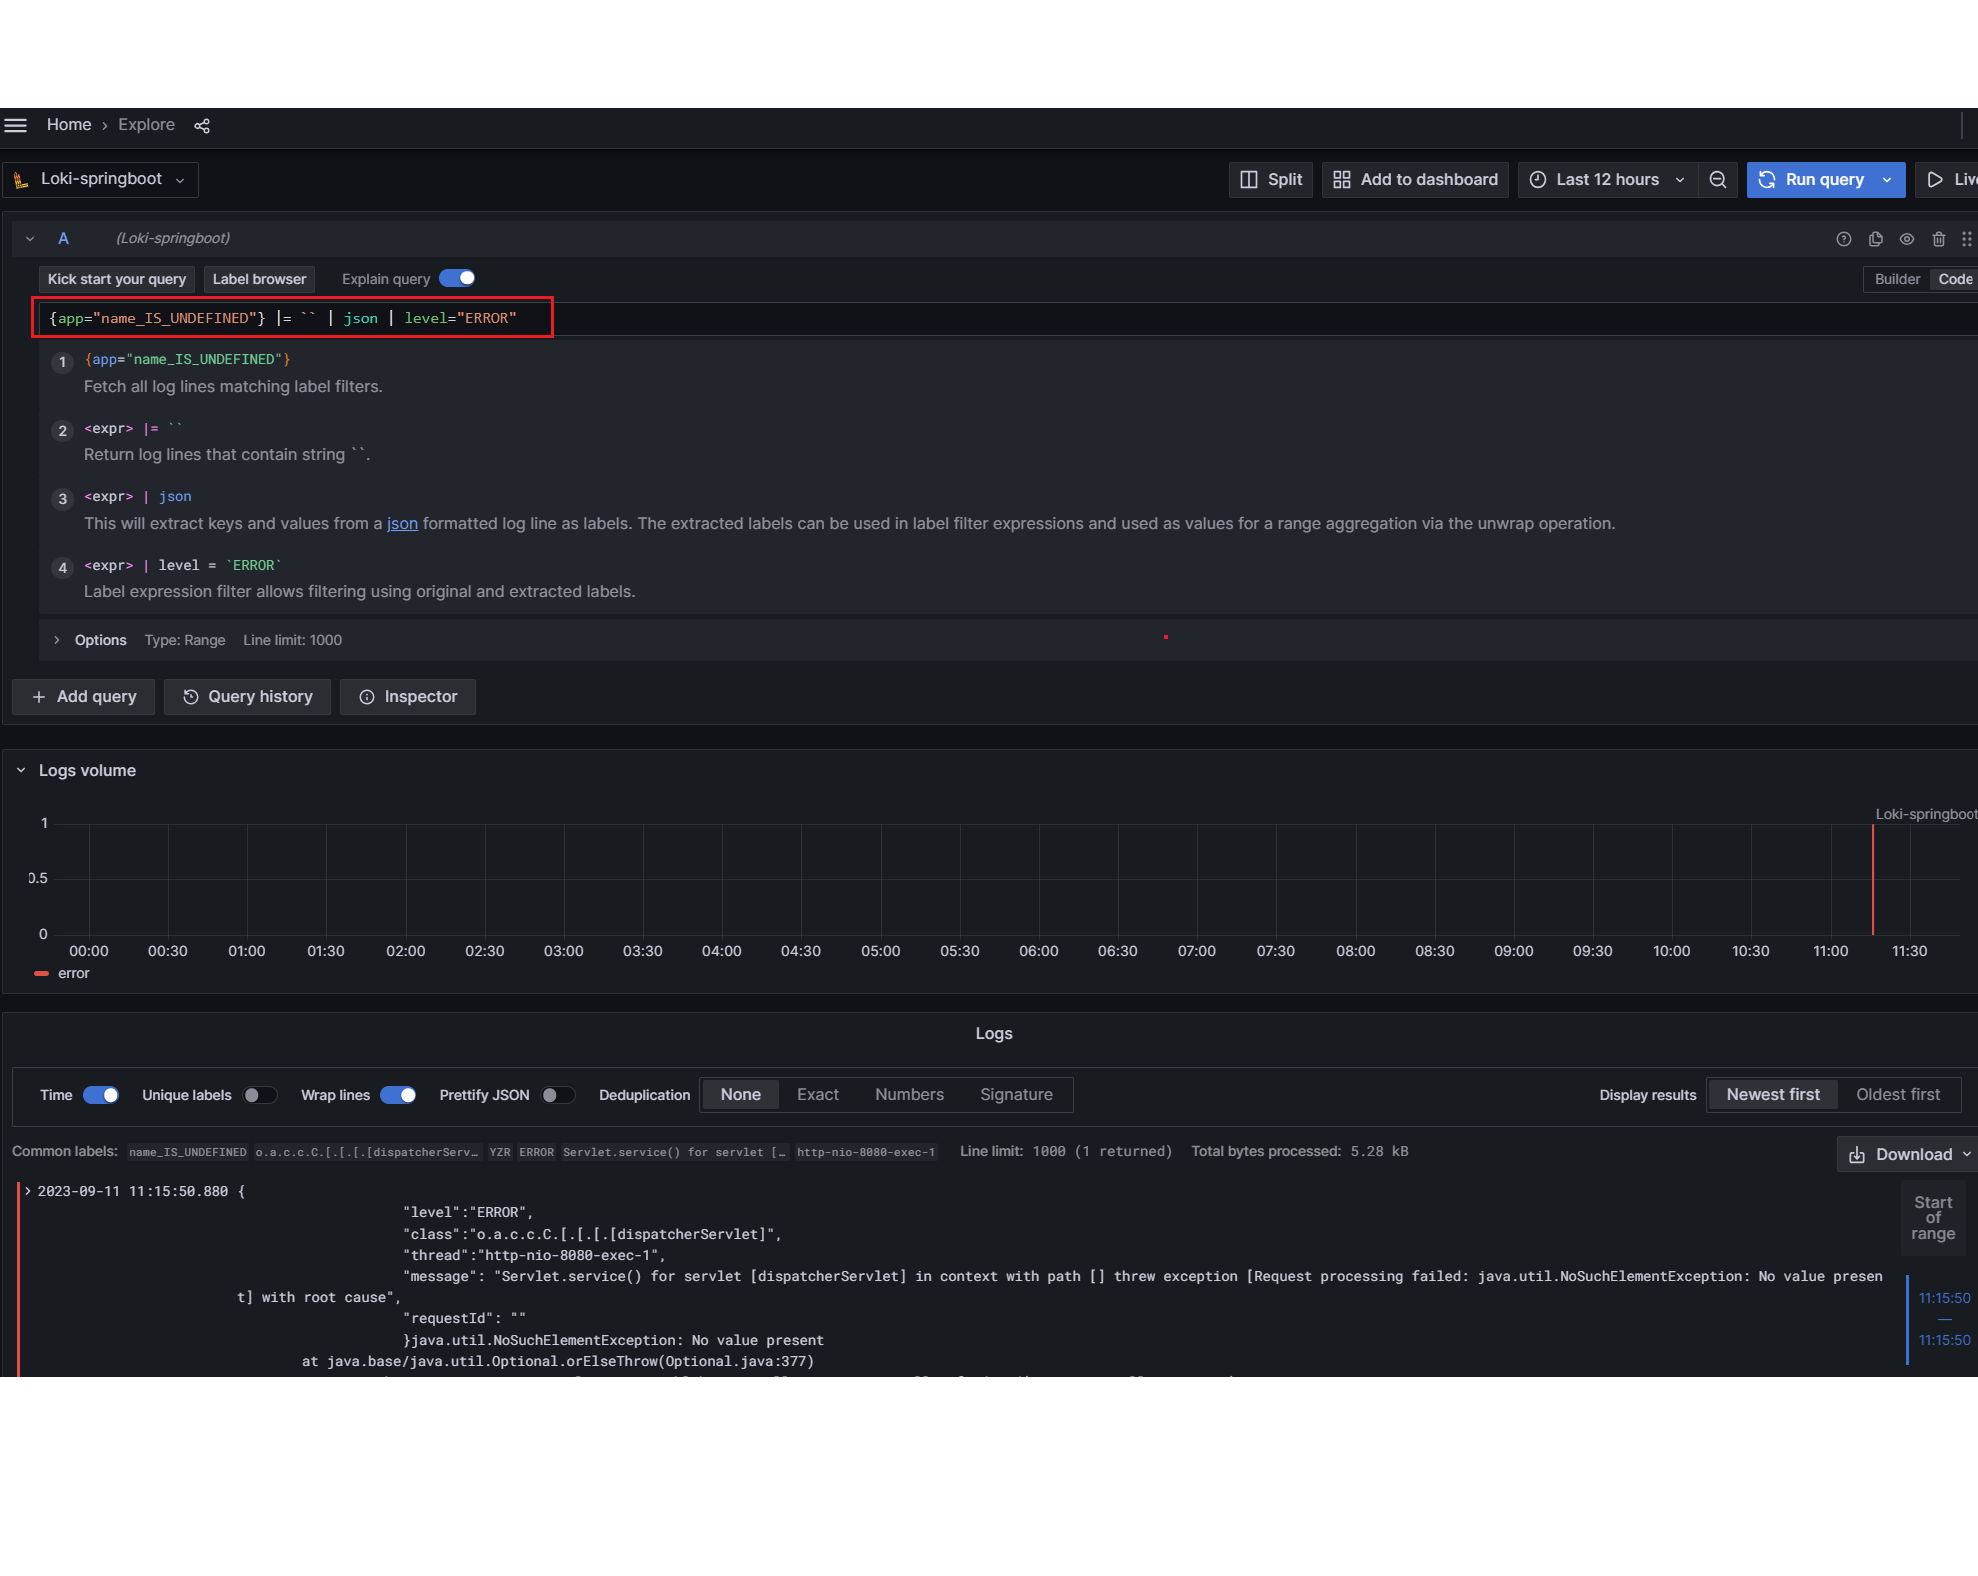 Home › Explore
Loki-springboot
Split
Add to dashboard
Last 12 hours
Run query
Live
A (Loki-springboot)
Kick start your query
Label browser
Explain query
Builder
Code
{app="name_IS_UNDEFINED"} |= `` | json | level="ERROR"
1 {app="name_IS_UNDEFINED"}
Fetch all log lines matching label filters.
2 <expr> |= ``
Return log lines that contain string ``.
3 <expr> | json
This will extract keys and values from a json formatted log line as labels. The extracted labels can be used in label filter expressions and used as values for a range aggregation via the unwrap operation.
4 <expr> | level = `ERROR`
Label expression filter allows filtering using original and extracted labels.
Options Type: Range Line limit: 1000
+ Add query
Query history
Inspector
Logs volume
Loki-springboot
1
0.5
0
00:00 00:30 01:00 01:30 02:00 02:30 03:00 03:30 04:00 04:30 05:00 05:30 06:00 06:30 07:00 07:30 08:00 08:30 09:00 09:30 10:00 10:30 11:00 11:30
error
Logs
Time Unique labels Wrap lines Prettify JSON Deduplication None Exact Numbers Signature Display results Newest first Oldest first
Common labels: name_IS_UNDEFINED o.a.c.c.C.[.[.[.[dispatcherServ… YZR ERROR Servlet.service() for servlet [… http-nio-8080-exec-1 Line limit: 1000 (1 returned) Total bytes processed: 5.28 kB
Download
2023-09-11 11:15:50.880 {
"level":"ERROR",
"class":"o.a.c.c.C.[.[.[.[dispatcherServlet]",
"thread":"http-nio-8080-exec-1",
"message": "Servlet.service() for servlet [dispatcherServlet] in context with path [] threw exception [Request processing failed: java.util.NoSuchElementException: No value presen
t] with root cause",
"requestId": ""
}java.util.NoSuchElementException: No value present
at java.base/java.util.Optional.orElseThrow(Optional.java:377)
Start
of
range
11:15:50
—
11:15:50